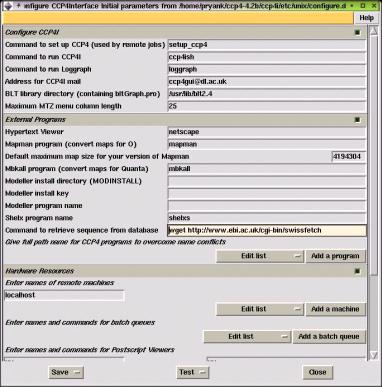 onfigure CCP4Interface Initial parameters from /home/pryank/ccp4-4.2b/ccp4i/etc/unix/configure.d
Help
Configure CCP4I
Command to set up CCP4 (used by remote jobs) setup_ccp4
Command to run CCP4I ccp4ish
Command to run Loggraph loggraph
Address for CCP4I mail ccp4gui@dl.ac.uk
BLT library directory (containing bltGraph.pro) /usr/lib/blt2.4
Maximum MTZ menu column length 25
External Programs
Hypertext Viewer netscape
Mapman program (convert maps for O) mapman
Default maximum map size for your version of Mapman 4194304
Mbkall program (convert maps for Quanta) mbkall
Modeller install directory (MODINSTALL)
Modeller install key
Modeller program name
Shelx program name shelxs
Command to retrieve sequence from database wget http://www.ebi.ac.uk/cgi-bin/swissfetch
Give full path name for CCP4 programs to overcome name conflicts
Edit list Add a program
Hardware Resources
Enter names of remote machines
localhost
Edit list Add a machine
Enter names and commands for batch queues
Edit list Add a batch queue
Enter names and commands for Postscript Viewers
Save Test Close